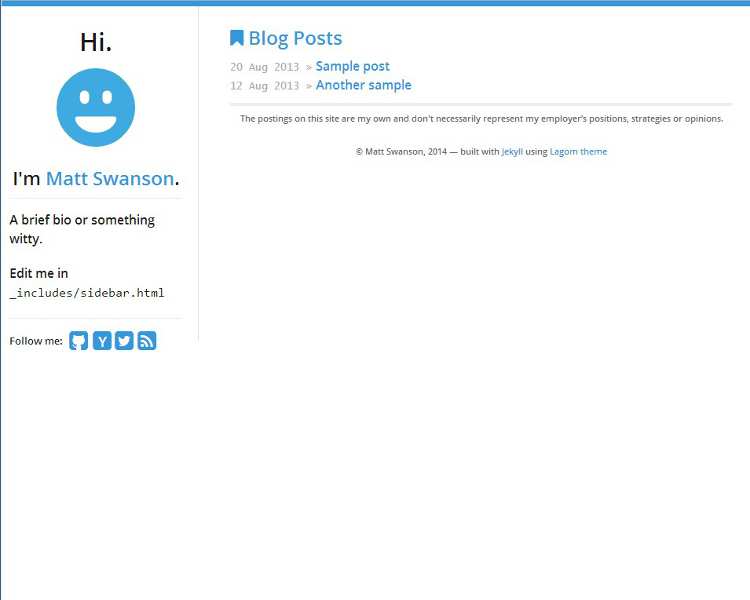 Hi.
I'm Matt Swanson.
A brief bio or something
witty.
Edit me in
_includes/sidebar.html
Follow me:
Y
Blog Posts
20 Aug 2013 » Sample post
12 Aug 2013 » Another sample
The postings on this site are my own and don't necessarily represent my employer's positions, strategies or opinions.
© Matt Swanson, 2014 — built with Jekyll using Lagom theme